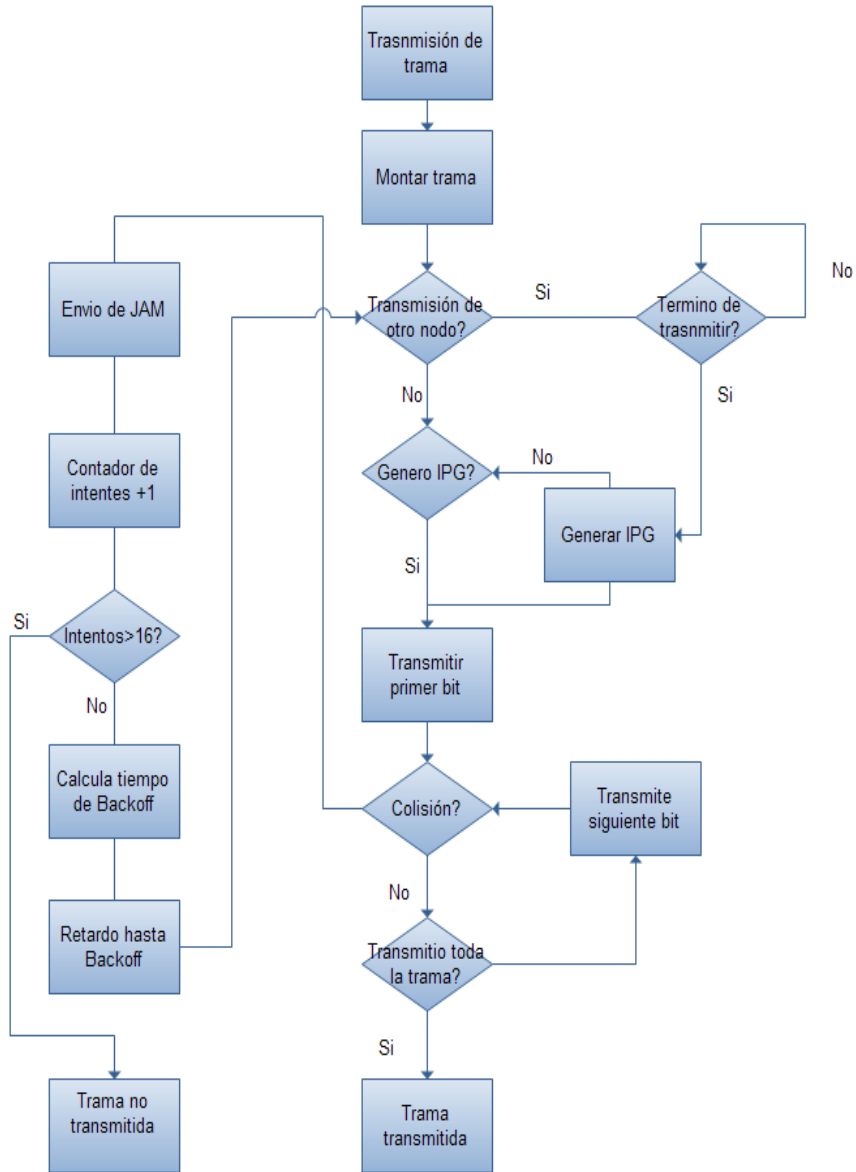 Trasnmisión de
trama
Montar trama
Envio de JAM
Transmisión de
otro nodo?
Si
Termino de
trasnmitir?
No
No
Si
Contador de
intentes +1
Genero IPG?
No
Generar IPG
Si
Si
Intentos>16?
Transmitir
primer bit
No
Calcula tiempo
de Backoff
Colisión?
Transmite
siguiente bit
No
Retardo hasta
Backoff
Transmitio toda
la trama?
Si
Trama no
transmitida
Trama
transmitida